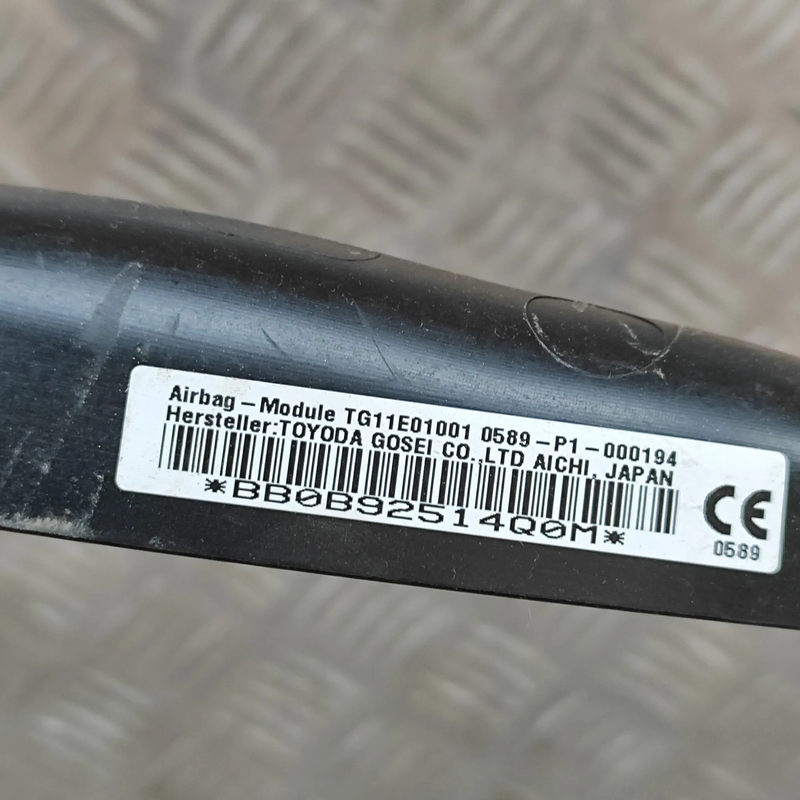 Airbag-Module TG11E01001 0589-P1-000194
Hersteller:TOYODA GOSEI CO.,LTD AICHI, JAPAN
*BB0B92514Q0M*
CE
0589